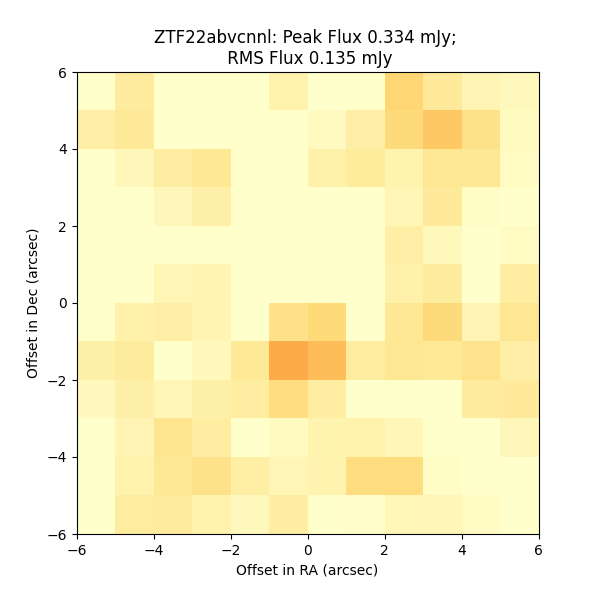 ZTF22abvcnnl: Peak Flux 0.334 mJy;
RMS Flux 0.135 mJy
6
4
2
0
−2
−4
−6
Offset in Dec (arcsec)
−6 −4 −2 0 2 4 6
Offset in RA (arcsec)